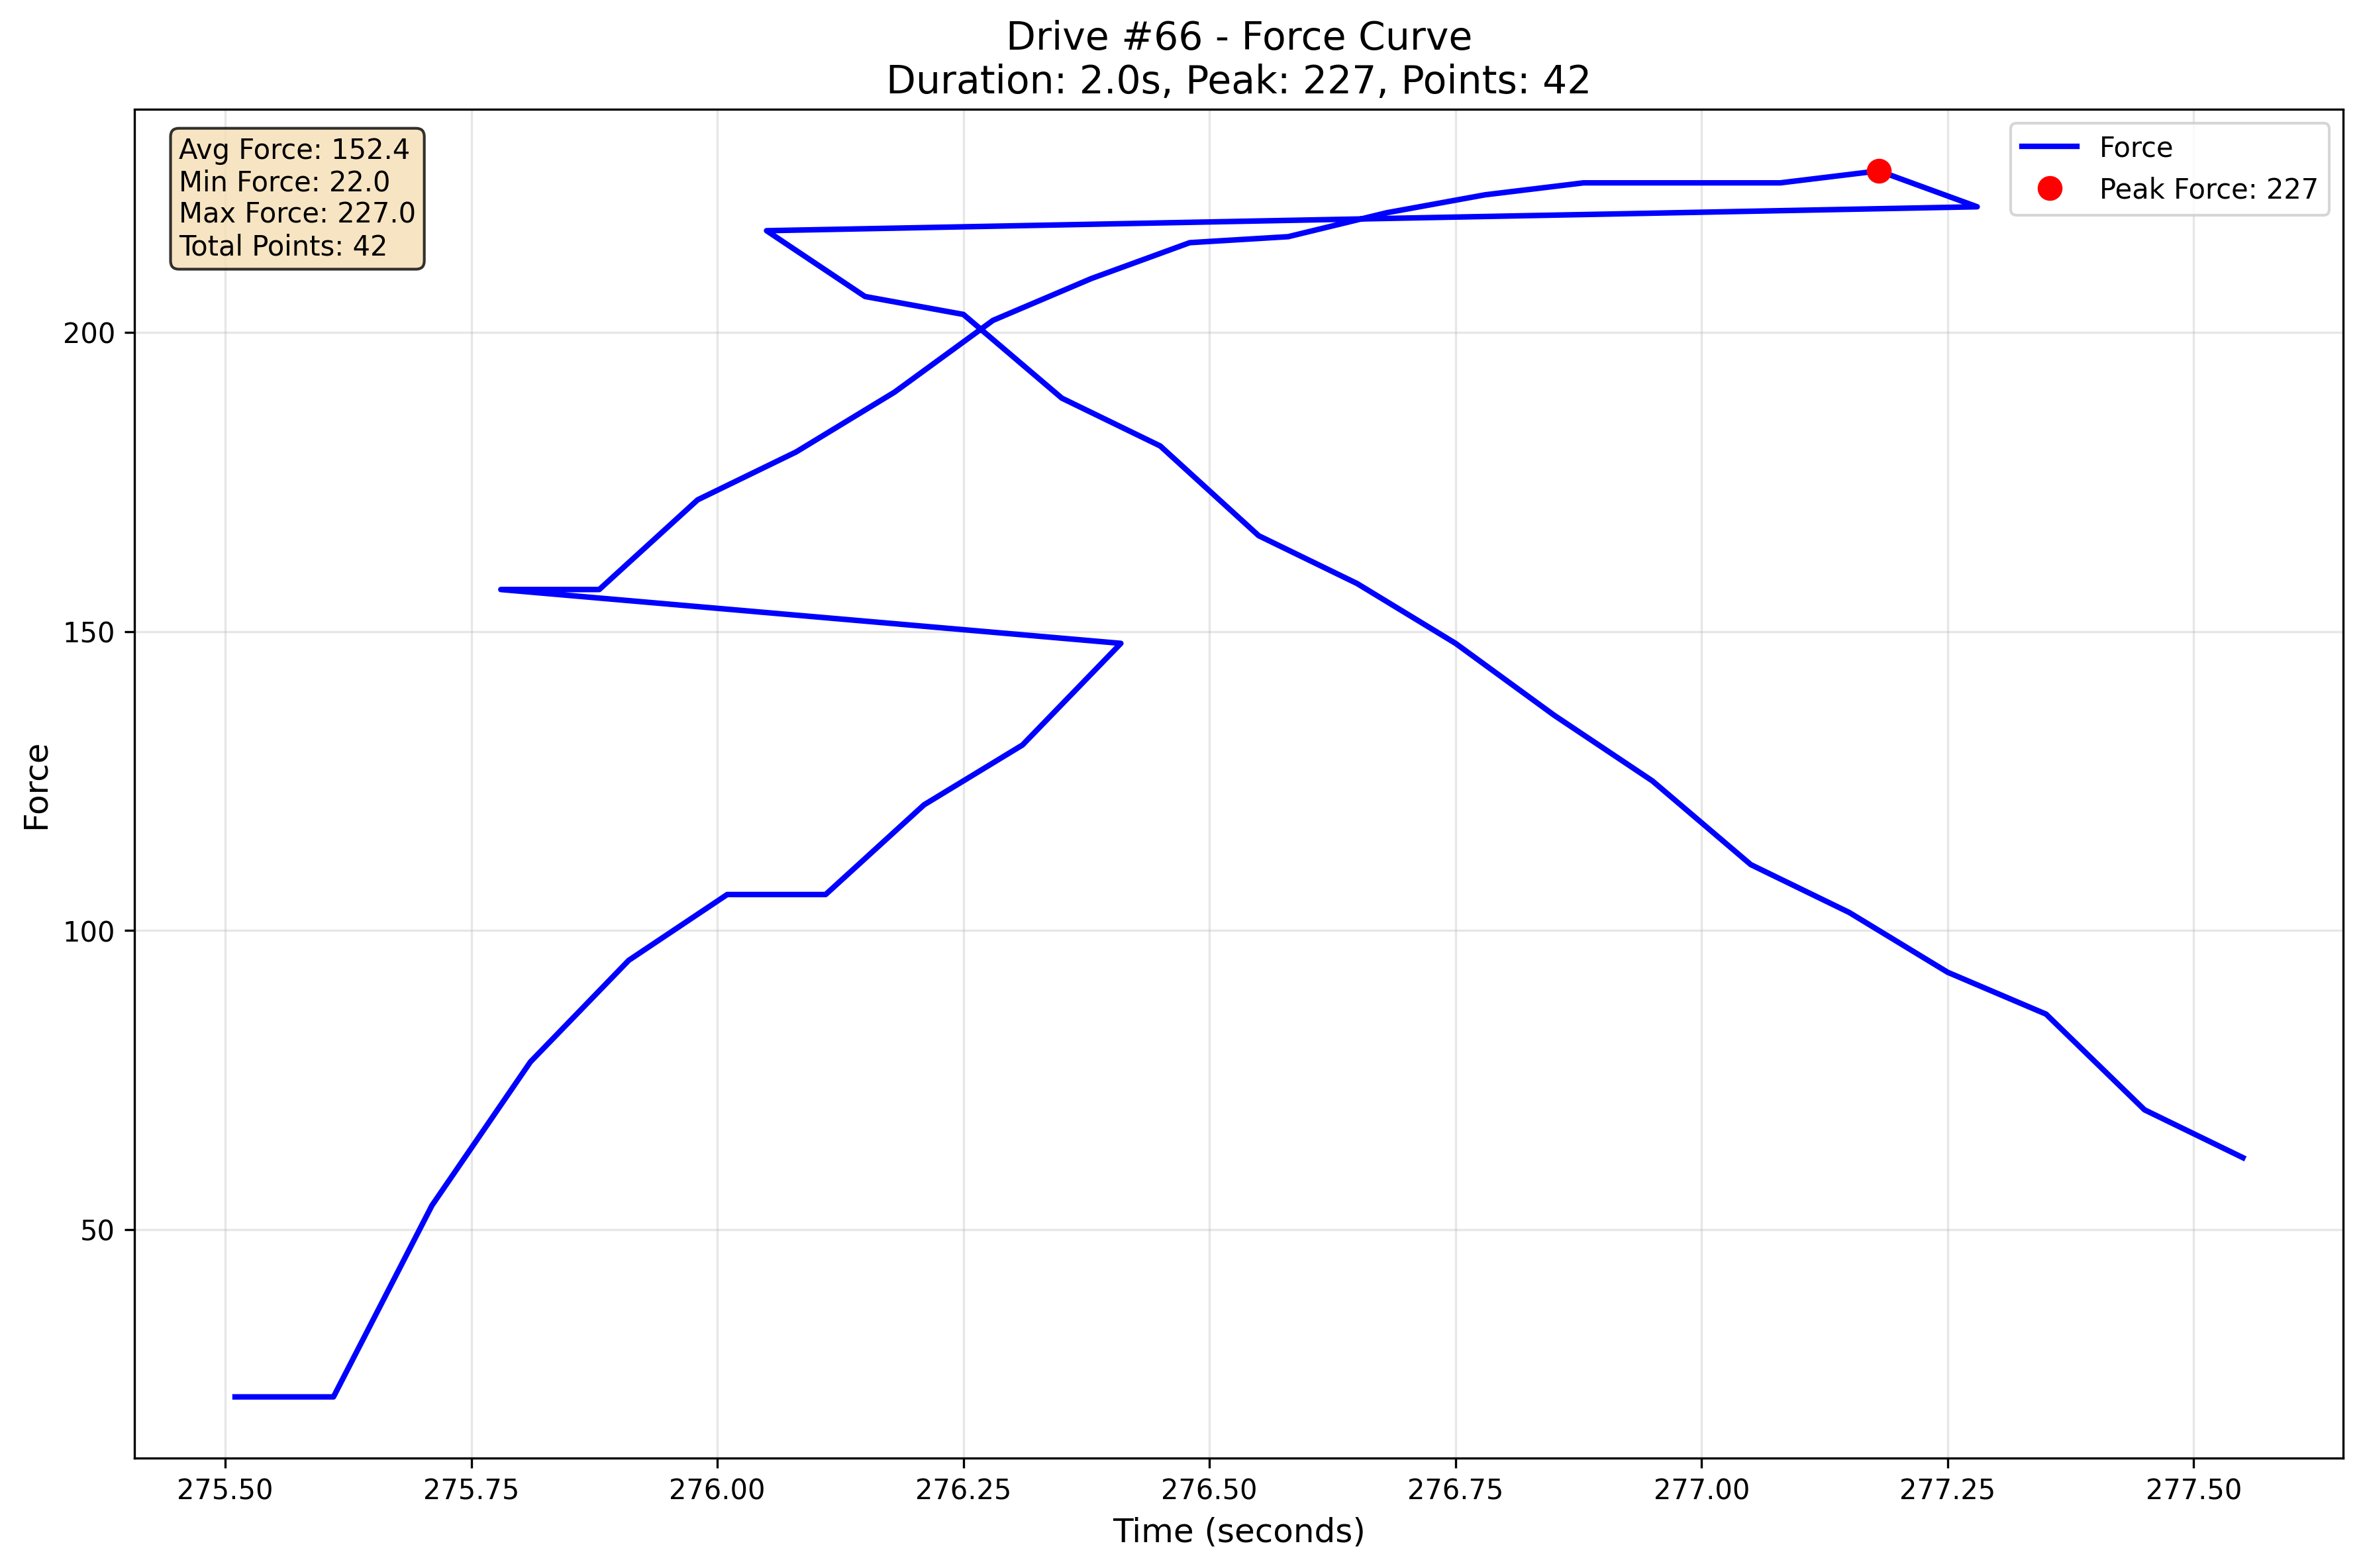 Drive #66 - Force Curve
Duration: 2.0s, Peak: 227, Points: 42
Avg Force: 152.4
Min Force: 22.0
Max Force: 227.0
Total Points: 42
Force
Peak Force: 227
200
150
100
50
Force
275.50
275.75
276.00
276.25
276.50
276.75
277.00
277.25
277.50
Time (seconds)